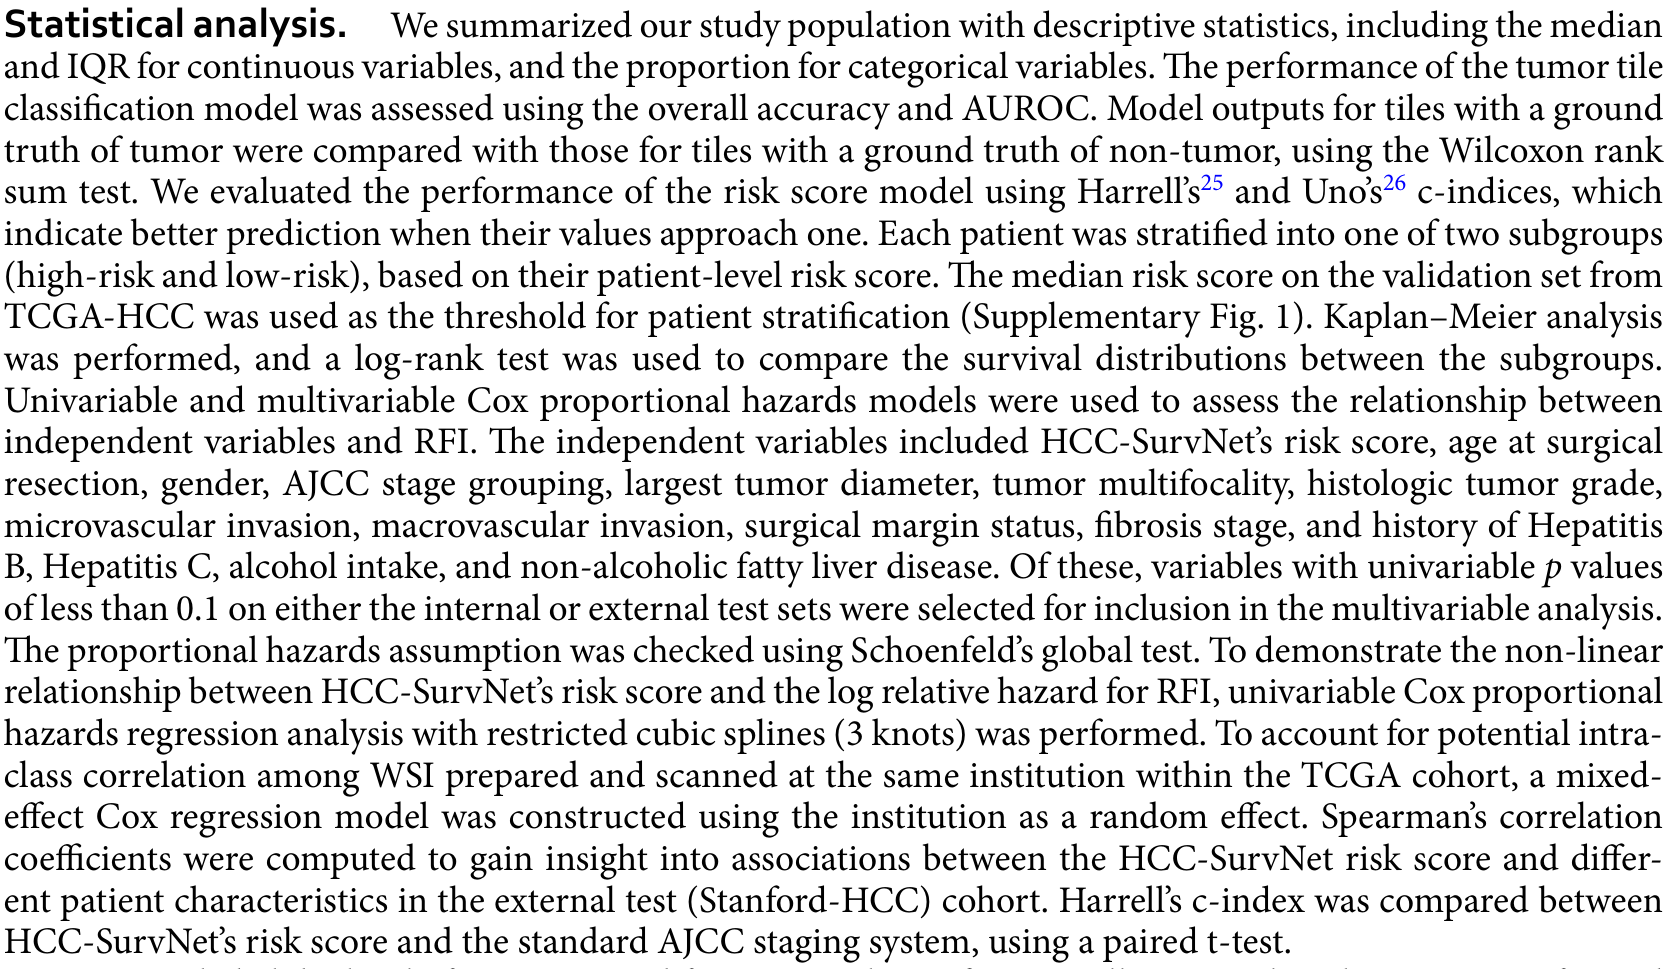 Statistical analysis. We summarized our study population with descriptive statistics, including the median
and IQR for continuous variables, and the proportion for categorical variables. The performance of the tumor tile
classification model was assessed using the overall accuracy and AUROC. Model outputs for tiles with a ground
truth of tumor were compared with those for tiles with a ground truth of non-tumor, using the Wilcoxon rank
sum test. We evaluated the performance of the risk score model using Harrell's25 and Uno's26 c-indices, which
indicate better prediction when their values approach one. Each patient was stratified into one of two subgroups
(high-risk and low-risk), based on their patient-level risk score. The median risk score on the validation set from
TCGA-HCC was used as the threshold for patient stratification (Supplementary Fig. 1). Kaplan–Meier analysis
was performed, and a log-rank test was used to compare the survival distributions between the subgroups.
Univariable and multivariable Cox proportional hazards models were used to assess the relationship between
independent variables and RFI. The independent variables included HCC-SurvNet's risk score, age at surgical
resection, gender, AJCC stage grouping, largest tumor diameter, tumor multifocality, histologic tumor grade,
microvascular invasion, macrovascular invasion, surgical margin status, fibrosis stage, and history of Hepatitis
B, Hepatitis C, alcohol intake, and non-alcoholic fatty liver disease. Of these, variables with univariable p values
of less than 0.1 on either the internal or external test sets were selected for inclusion in the multivariable analysis.
The proportional hazards assumption was checked using Schoenfeld's global test. To demonstrate the non-linear
relationship between HCC-SurvNet's risk score and the log relative hazard for RFI, univariable Cox proportional
hazards regression analysis with restricted cubic splines (3 knots) was performed. To account for potential intra-
class correlation among WSI prepared and scanned at the same institution within the TCGA cohort, a mixed-
effect Cox regression model was constructed using the institution as a random effect. Spearman's correlation
coefficients were computed to gain insight into associations between the HCC-SurvNet risk score and differ-
ent patient characteristics in the external test (Stanford-HCC) cohort. Harrell's c-index was compared between
HCC-SurvNet's risk score and the standard AJCC staging system, using a paired t-test.